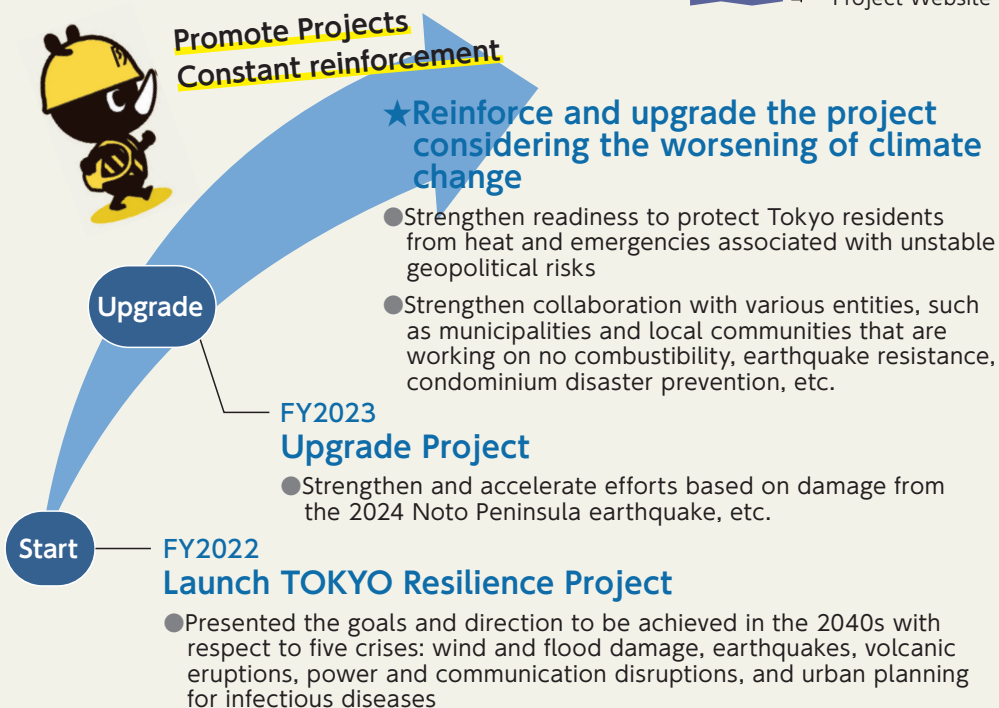 Project Website
Promote Projects
Constant reinforcement
★Reinforce and upgrade the project
considering the worsening of climate
change
●Strengthen readiness to protect Tokyo residents
from heat and emergencies associated with unstable
geopolitical risks
●Strengthen collaboration with various entities, such
as municipalities and local communities that are
working on no combustibility, earthquake resistance,
condominium disaster prevention, etc.
Upgrade
FY2023
Upgrade Project
●Strengthen and accelerate efforts based on damage from
the 2024 Noto Peninsula earthquake, etc.
Start
FY2022
Launch TOKYO Resilience Project
●Presented the goals and direction to be achieved in the 2040s with
respect to five crises: wind and flood damage, earthquakes, volcanic
eruptions, power and communication disruptions, and urban planning
for infectious diseases